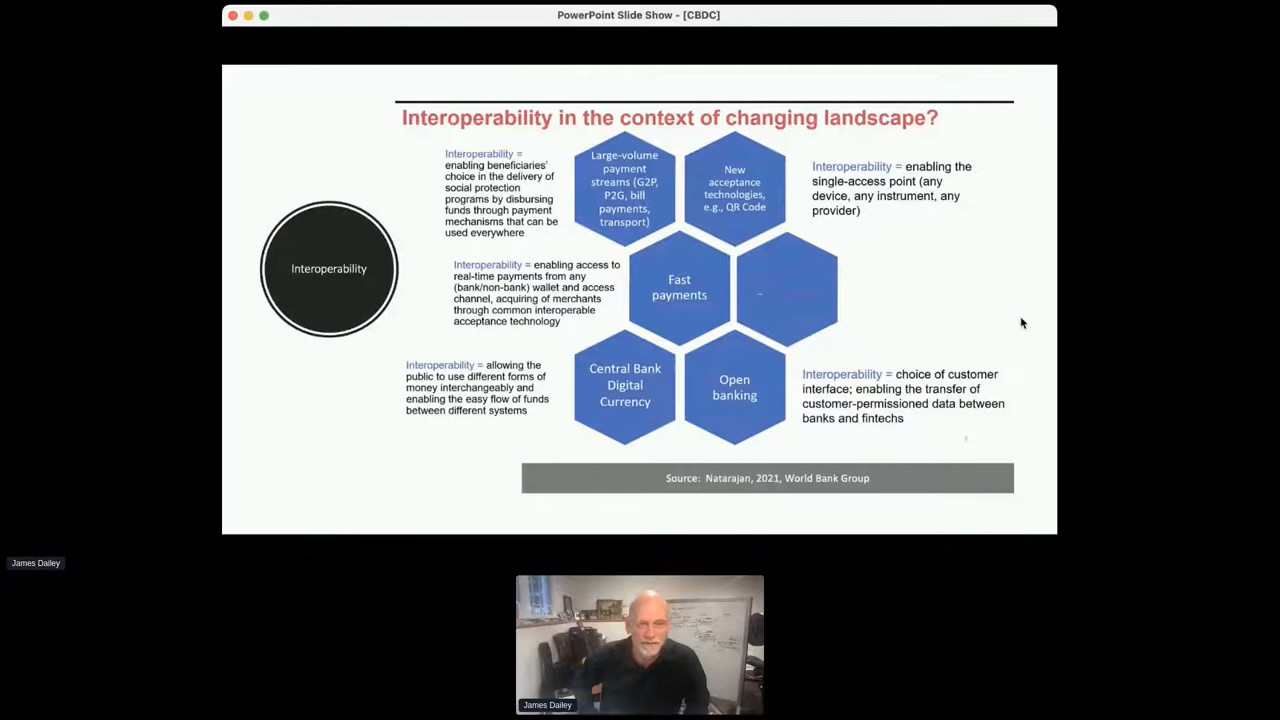 PowerPoint Slide Show - [CBDC]
Interoperability in the context of changing landscape?
Interoperability =
enabling beneficiaries'
choice in the delivery of
social protection
programs by disbursing
funds through payment
mechanisms that can be
used everywhere
Large-volume
payment
streams (G2P,
P2G, bill
payments,
transport)
New
acceptance
technologies,
e.g., QR Code
Interoperability = enabling the
single-access point (any
device, any instrument, any
provider)
Interoperability
Interoperability = enabling access to
real-time payments from any
(bank/non-bank) wallet and access
channel, acquiring of merchants
through common interoperable
acceptance technology
Fast
payments
Interoperability = allowing the
public to use different forms of
money interchangeably and
enabling the easy flow of funds
between different systems
Central Bank
Digital
Currency
Open
banking
Interoperability = choice of customer
interface; enabling the transfer of
customer-permissioned data between
banks and fintechs
Source: Natarajan, 2021, World Bank Group
James Dailey
James Dailey